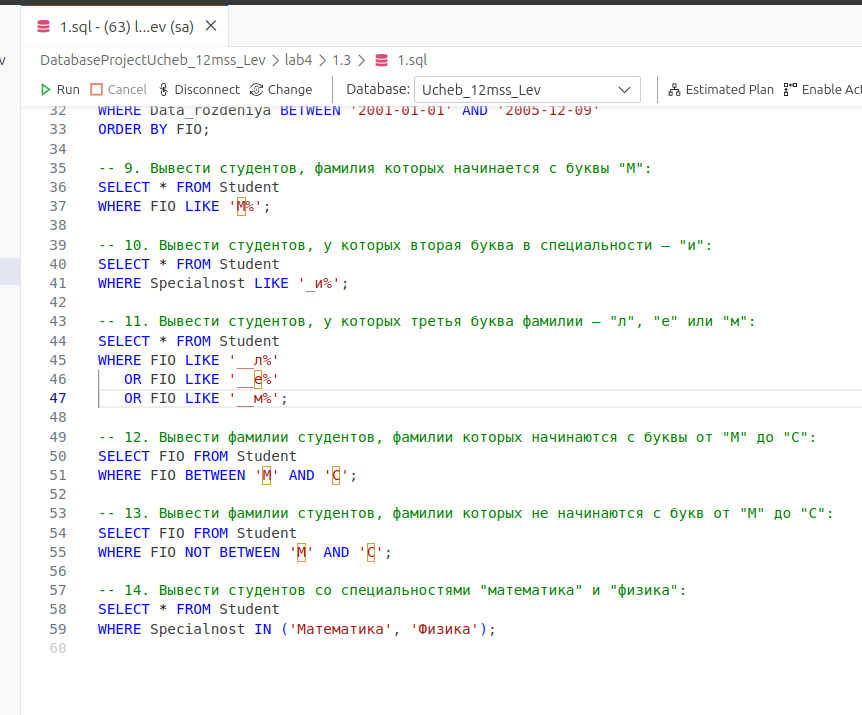 1.sql - (63) l...ev (sa)
DatabaseProjectUcheb_12mss_Lev > lab4 > 1.3 > 1.sql
Run Cancel Disconnect Change Database: Ucheb_12mss_Lev Estimated Plan Enable Act
32 WHERE Data_rozdeniya BETWEEN '2001-01-01' AND '2005-12-09'
33 ORDER BY FIO;
34
35 -- 9. Вывести студентов, фамилия которых начинается с буквы "М":
36 SELECT * FROM Student
37 WHERE FIO LIKE 'М%';
38
39 -- 10. Вывести студентов, у которых вторая буква в специальности — "и":
40 SELECT * FROM Student
41 WHERE Specialnost LIKE '_и%';
42
43 -- 11. Вывести студентов, у которых третья буква фамилии — "л", "е" или "м":
44 SELECT * FROM Student
45 WHERE FIO LIKE '__л%'
46 OR FIO LIKE '__е%'
47 OR FIO LIKE '__м%';
48
49 -- 12. Вывести фамилии студентов, фамилии которых начинаются с буквы от "М" до "С":
50 SELECT FIO FROM Student
51 WHERE FIO BETWEEN 'М' AND 'С';
52
53 -- 13. Вывести фамилии студентов, фамилии которых не начинаются с букв от "М" до "С":
54 SELECT FIO FROM Student
55 WHERE FIO NOT BETWEEN 'М' AND 'С';
56
57 -- 14. Вывести студентов со специальностями "математика" и "физика":
58 SELECT * FROM Student
59 WHERE Specialnost IN ('Математика', 'Физика');
60